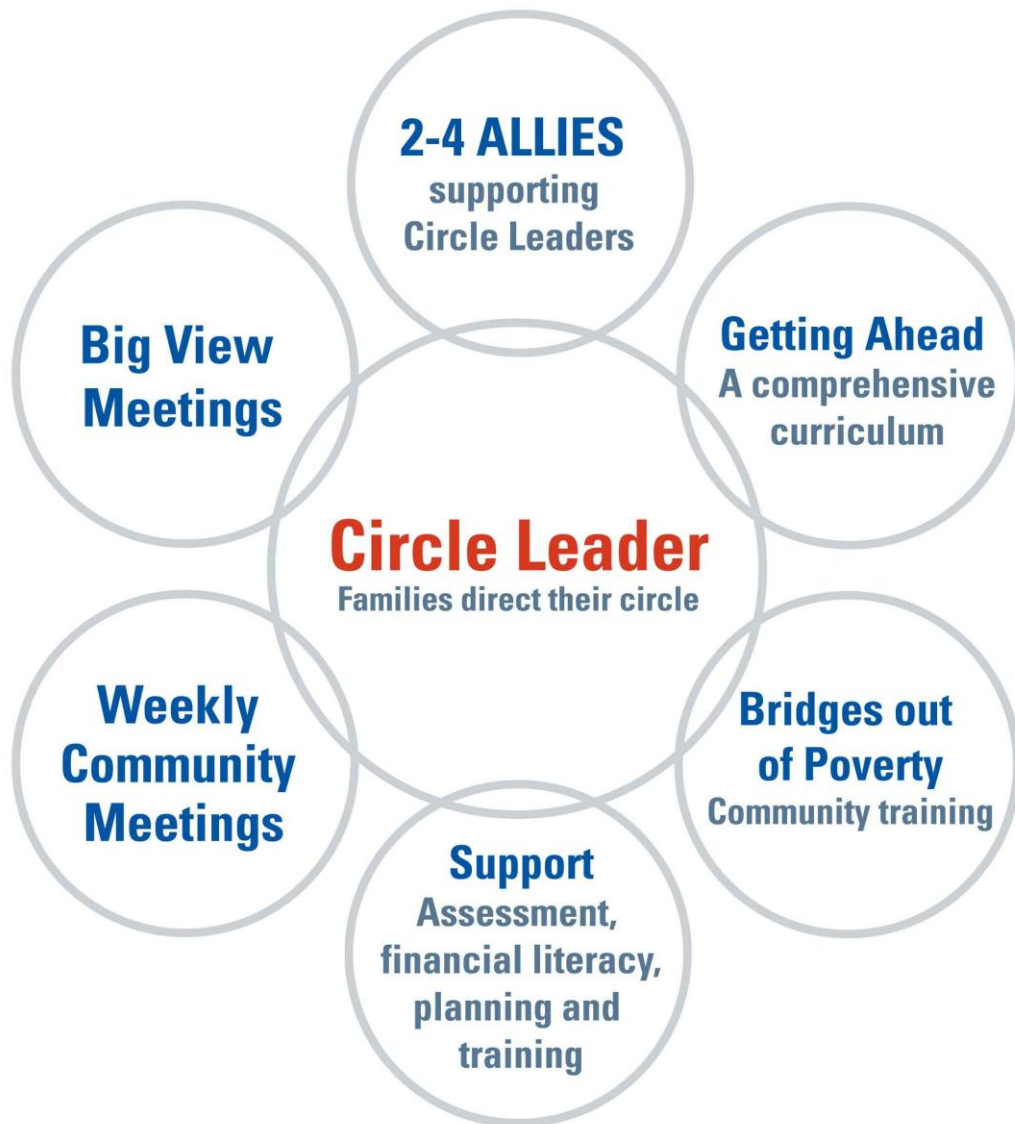 2-4 ALLIES
supporting
Circle Leaders
Big View
Meetings
Getting Ahead
A comprehensive
curriculum
Circle Leader
Families direct their circle
Weekly
Community
Meetings
Bridges out
of Poverty
Community training
Support
Assessment,
financial literacy,
planning and
training